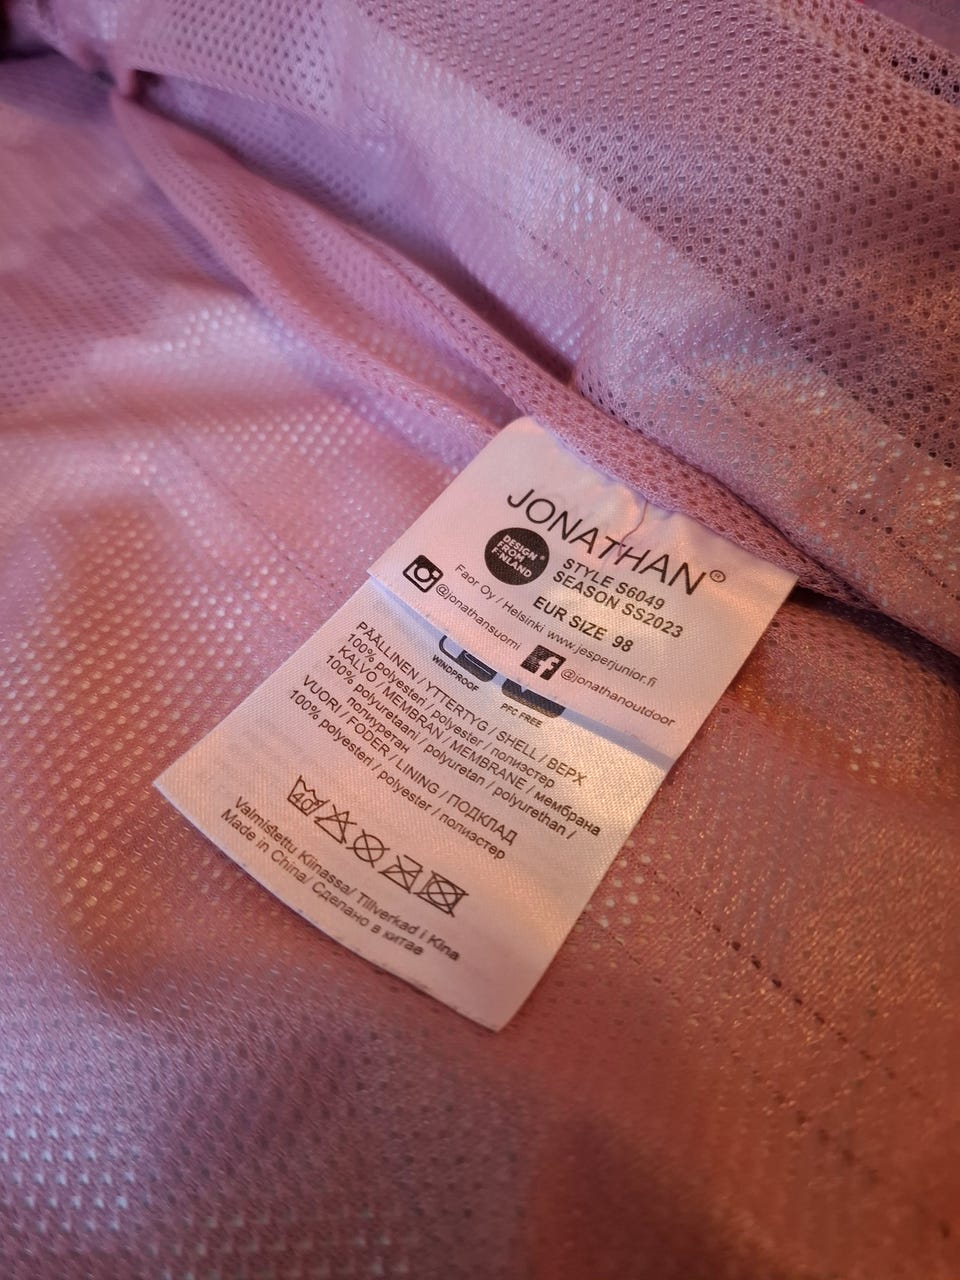 JONATHAN®
DESIGN
FROM
FINLAND
STYLE S6049
SEASON SS2023
EUR SIZE 98
Faor Oy / Helsinki www.jesperjunior.fi
@jonathansuomi
@jonathanoutdoor
WINDPROOF
PFC FREE
PÄÄLLINEN / YTTERTYG / SHELL / ВЕРХ
100% polyesteri / polyester / полиэстер
KALVO / MEMBRAN / MEMBRANE / мембрана
100% polyuretaani / polyuretan / polyurethan /
полиуретан
VUORI / FODER / LINING / ПОДКЛАД
100% polyesteri / polyester / полиэстер
40
Valmistettu Kiinassa/ Tillverkad i Kina
Made in China/ Сделано в китае